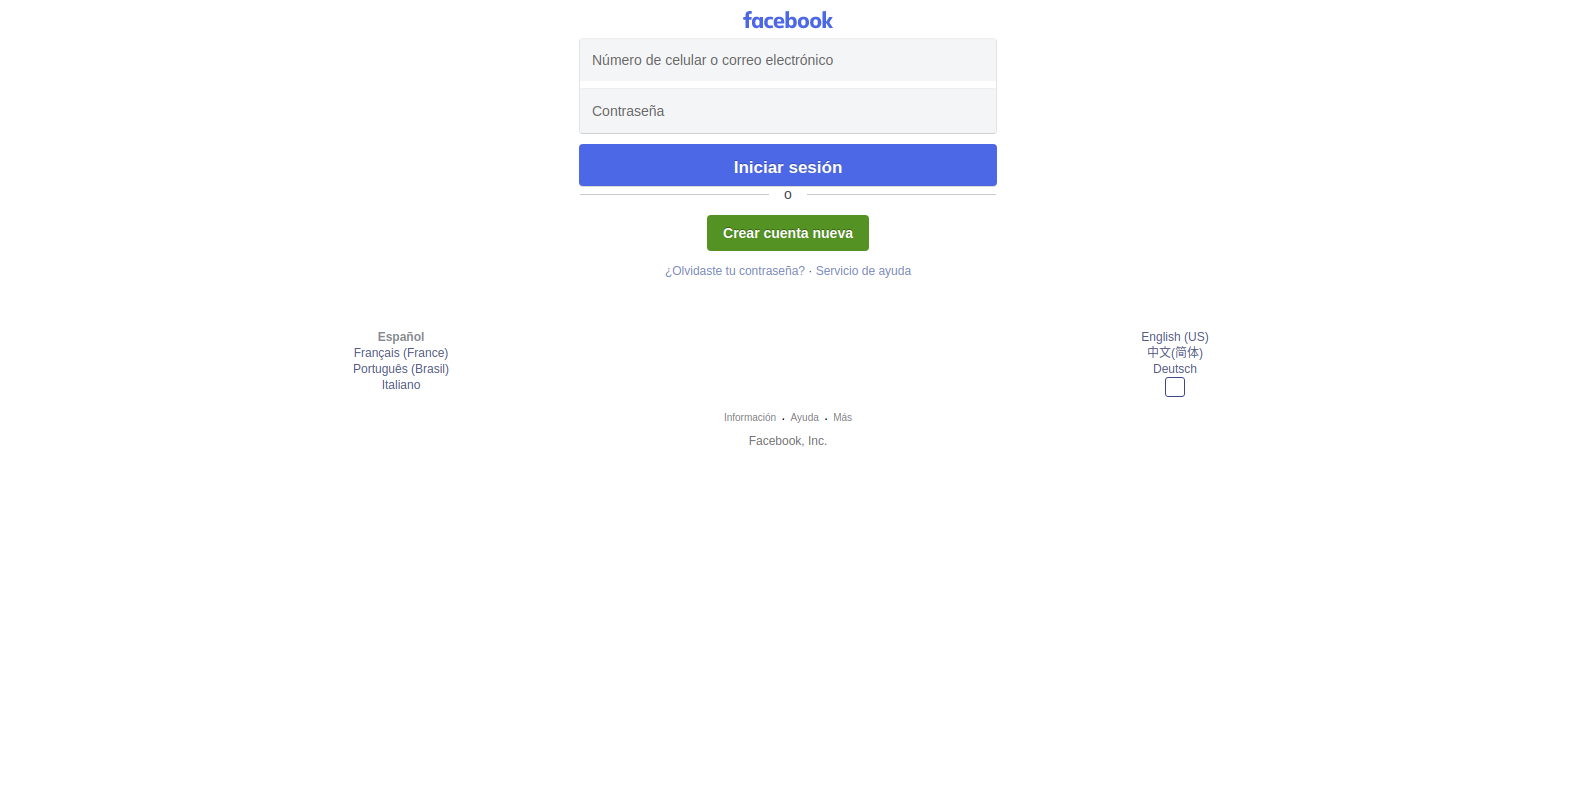 facebook
Número de celular o correo electrónico
Contraseña
Iniciar sesión
o
Crear cuenta nueva
¿Olvidaste tu contraseña? · Servicio de ayuda
Español
Français (France)
Português (Brasil)
Italiano
English (US)
中文(简体)
Deutsch
Información · Ayuda · Más
Facebook, Inc.